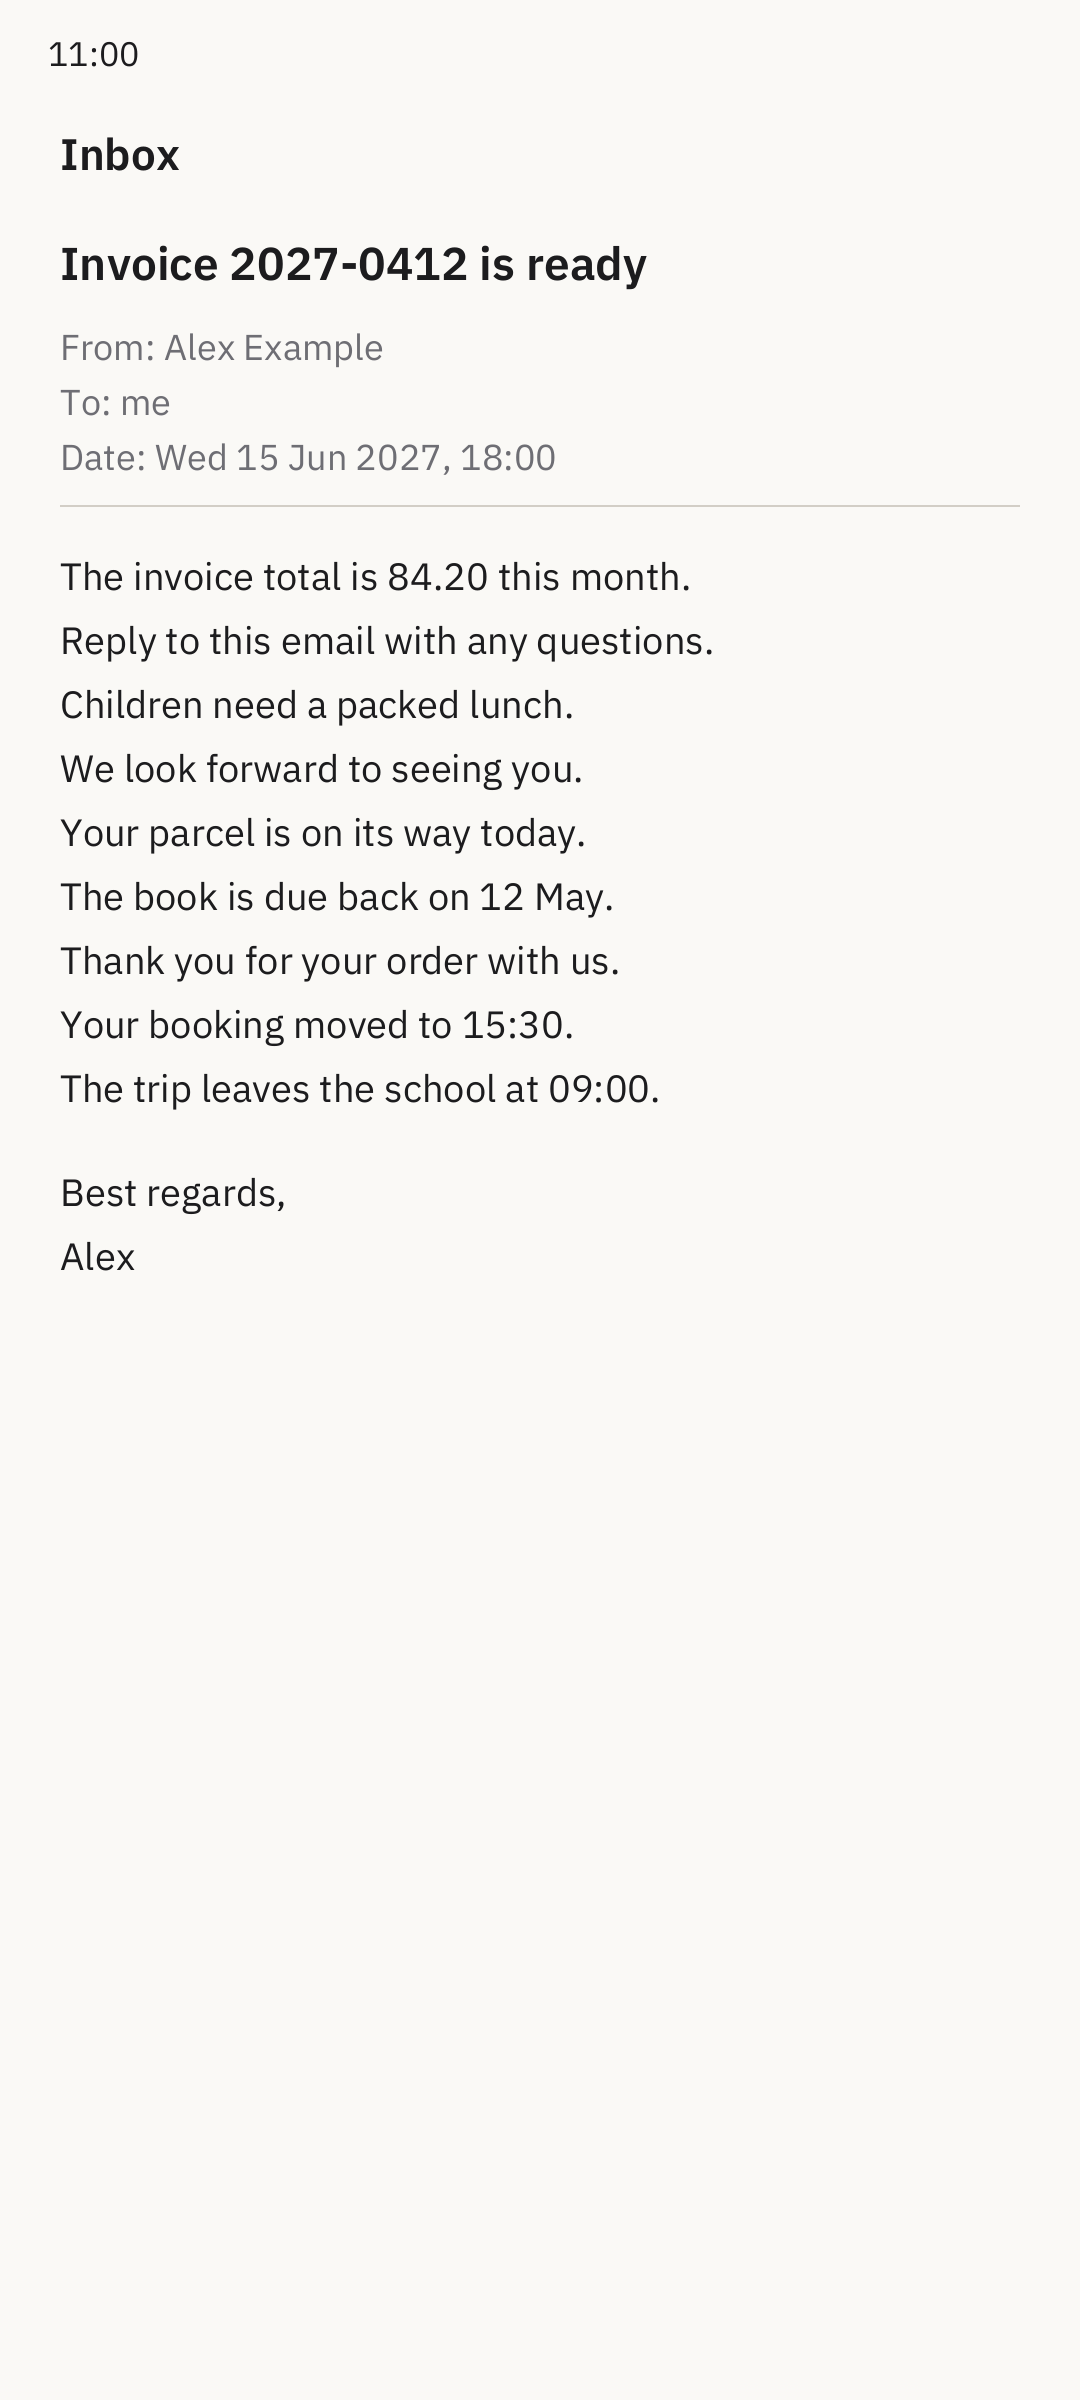 11:00
Inbox
Invoice 2027-0412 is ready
From: Alex Example
To: me
Date: Wed 15 Jun 2027, 18:00
The invoice total is 84.20 this month.
Reply to this email with any questions.
Children need a packed lunch.
We look forward to seeing you.
Your parcel is on its way today.
The book is due back on 12 May.
Thank you for your order with us.
Your booking moved to 15:30.
The trip leaves the school at 09:00.
Best regards,
Alex